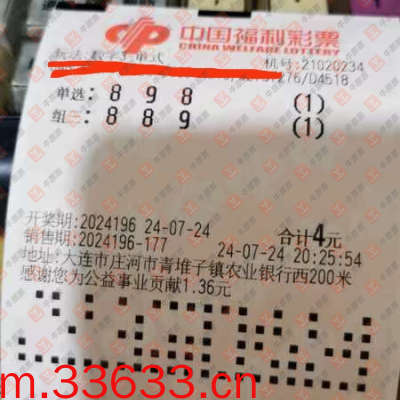 中国福利彩票
CHINA WELFARE LOTTERY
机号:21020234
276/D4518
单选: 8 9 8 (1)
组三: 8 8 9 (1)
开奖期:2024196 24-07-24 合计4元
销售期:2024196-177 24-07-24 20:25:54
地址:大连市庄河市青堆子镇农业银行西200米
感谢您为公益事业贡献1.36元
m.33633.cn